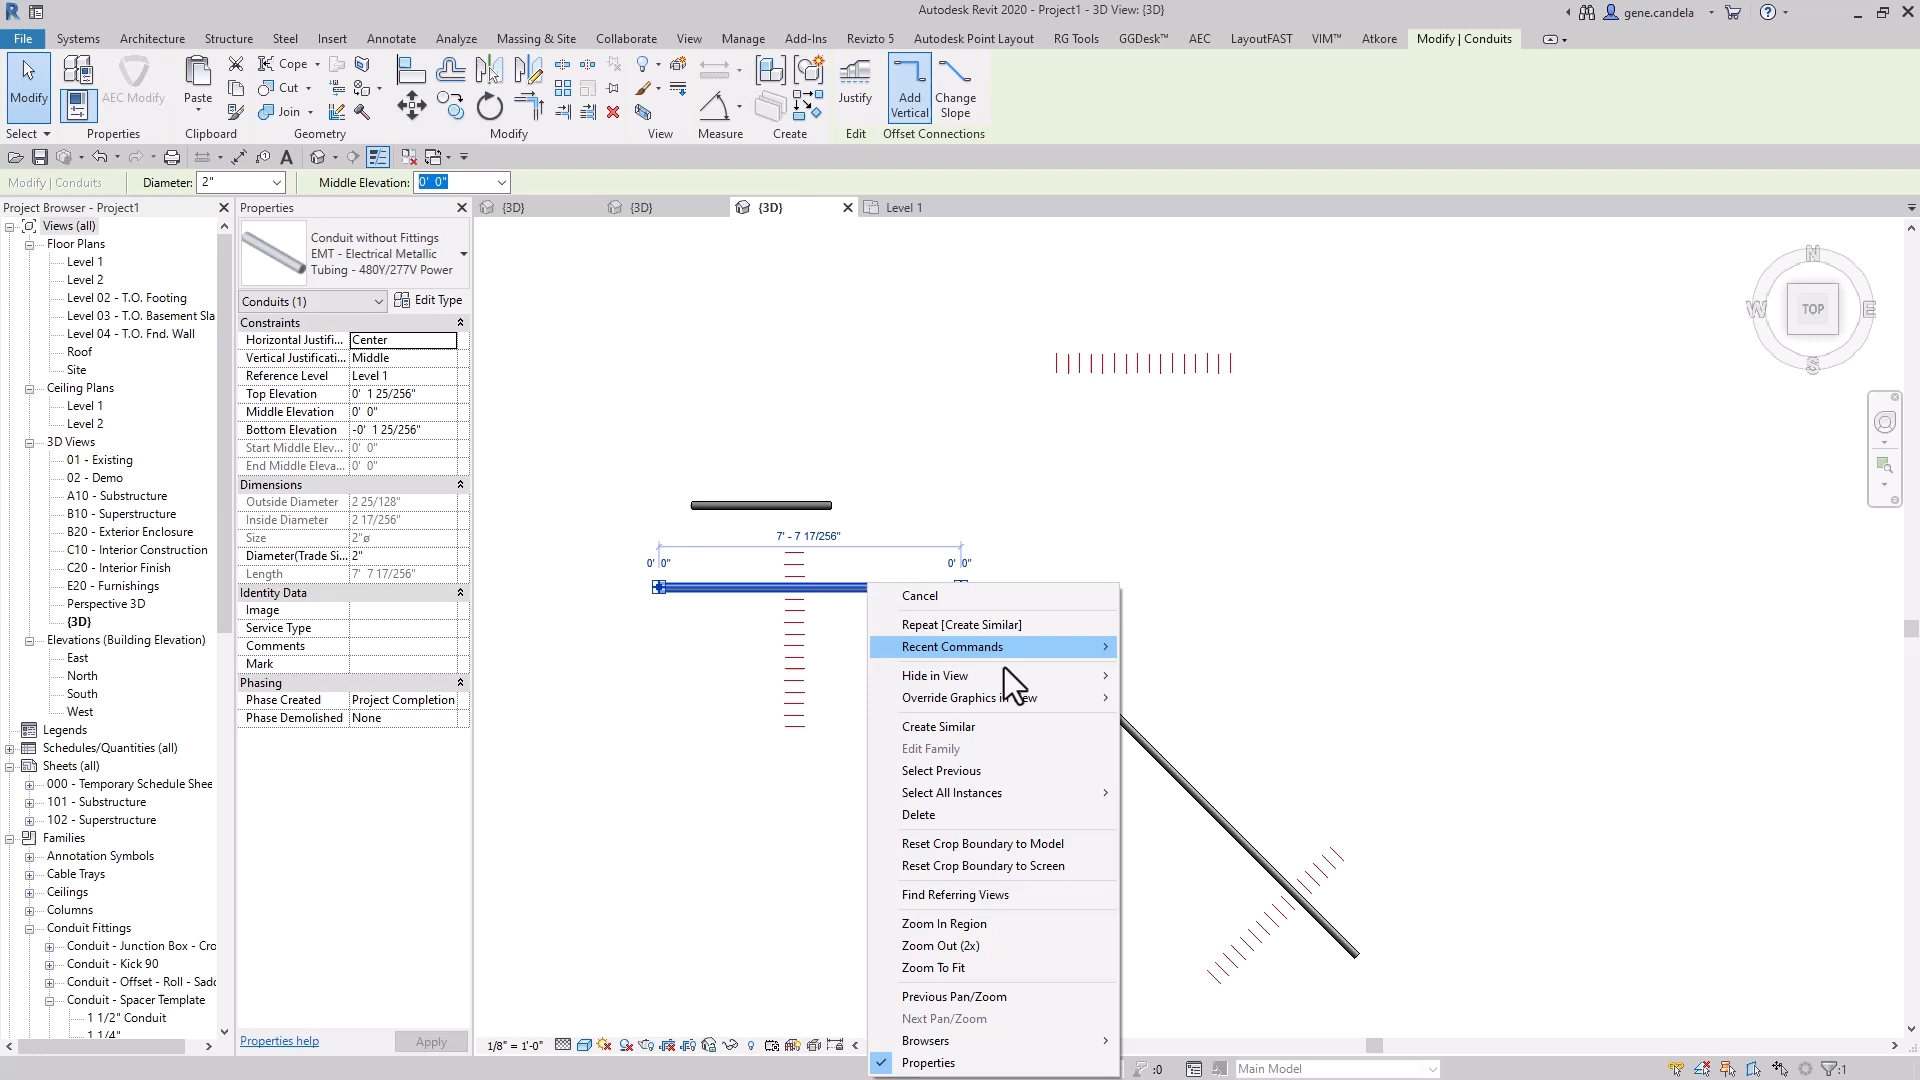 Autodesk Revit 2020 - Project1 - 3D View: {3D}
gene.candela
File Systems Architecture Structure Steel Insert Annotate Analyze Massing & Site Collaborate View Manage Add-Ins Revizto 5 Autodesk Point Layout RG Tools GGDesk™ AEC LayoutFAST VIM™ Atkore Modify | Conduits
Modify
AEC Modify
Paste
Cope
Cut
Join
Justify
Add Vertical
Change Slope
Select Properties Clipboard Geometry Modify View Measure Create Edit Offset Connections
Modify | Conduits Diameter: 2" Middle Elevation: 0' 0"
Project Browser - Project1
Views (all)
Floor Plans
Level 1
Level 2
Level 02 - T.O. Footing
Level 03 - T.O. Basement Sla
Level 04 - T.O. Fnd. Wall
Roof
Site
Ceiling Plans
Level 1
Level 2
3D Views
01 - Existing
02 - Demo
A10 - Substructure
B10 - Superstructure
B20 - Exterior Enclosure
C10 - Interior Construction
C20 - Interior Finish
E20 - Furnishings
Perspective 3D
{3D}
Elevations (Building Elevation)
East
North
South
West
Legends
Schedules/Quantities (all)
Sheets (all)
000 - Temporary Schedule Shee
101 - Substructure
102 - Superstructure
Families
Annotation Symbols
Cable Trays
Ceilings
Columns
Conduit Fittings
Conduit - Junction Box - Cro
Conduit - Kick 90
Conduit - Offset - Roll - Sadd
Conduit - Spacer Template
1 1/2" Conduit
1 1/4"
Properties
Conduit without Fittings
EMT - Electrical Metallic
Tubing - 480Y/277V Power
Conduits (1) Edit Type
Constraints
Horizontal Justifi... Center
Vertical Justificati... Middle
Reference Level Level 1
Top Elevation 0' 1 25/256"
Middle Elevation 0' 0"
Bottom Elevation -0' 1 25/256"
Start Middle Elev... 0' 0"
End Middle Eleva... 0' 0"
Dimensions
Outside Diameter 2 25/128"
Inside Diameter 2 17/256"
Size 2"ø
Diameter(Trade Si... 2"
Length 7' 7 17/256"
Identity Data
Image
Service Type
Comments
Mark
Phasing
Phase Created Project Completion
Phase Demolished None
Properties help Apply
{3D} {3D} {3D} Level 1
N
W TOP E
S
7' - 7 17/256"
0' 0" 0' 0"
Cancel
Repeat [Create Similar]
Recent Commands
Hide in View
Override Graphics in View
Create Similar
Edit Family
Select Previous
Select All Instances
Delete
Reset Crop Boundary to Model
Reset Crop Boundary to Screen
Find Referring Views
Zoom In Region
Zoom Out (2x)
Zoom To Fit
Previous Pan/Zoom
Next Pan/Zoom
Browsers
Properties
1/8" = 1'-0"
:0 Main Model :1